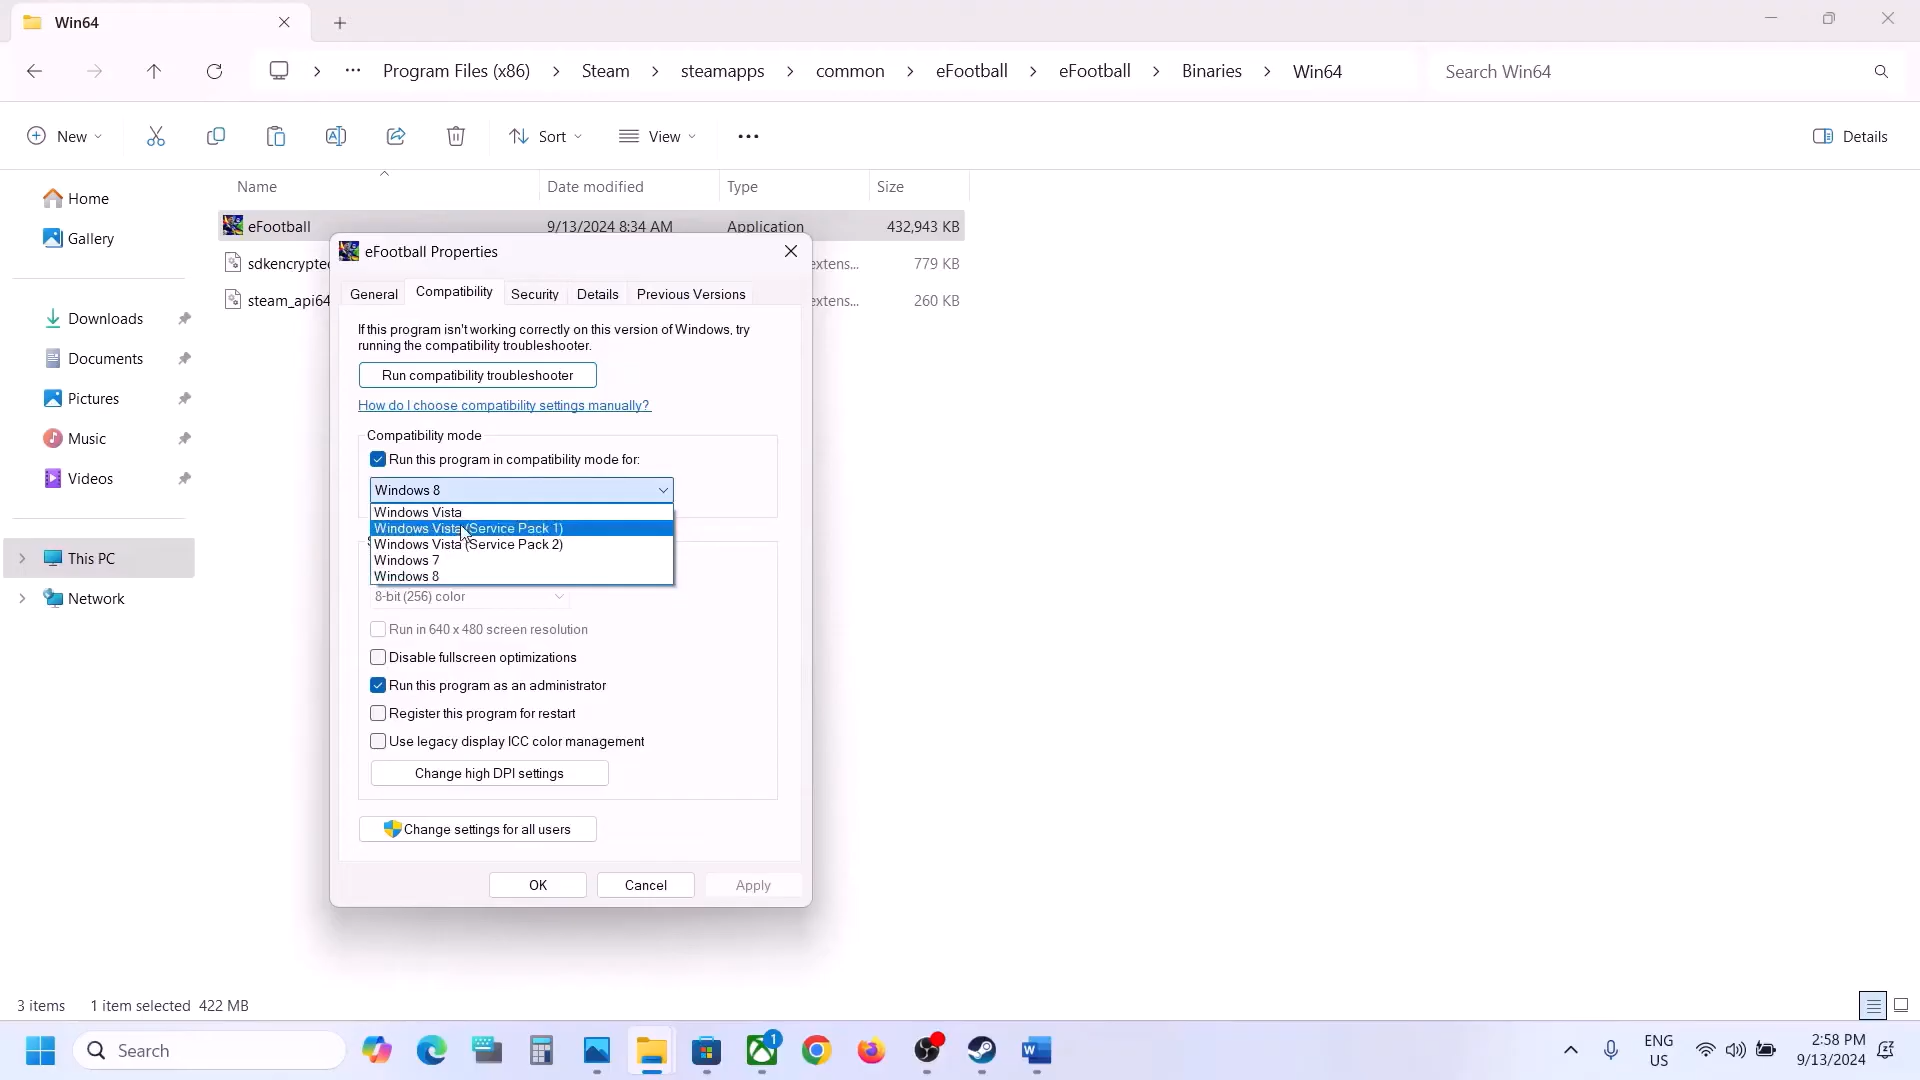 Win64
Program Files (x86) > Steam > steamapps > common > eFootball > eFootball > Binaries > Win64
Search Win64
New
Sort
View
Details
Name
Date modified
Type
Size
Home
Gallery
Downloads
Documents
Pictures
Music
Videos
This PC
Network
eFootball 9/13/2024 8:34 AM Application 432,943 KB
sdkencrypte extens... 779 KB
steam_api64 extens... 260 KB
eFootball Properties
General
Compatibility
Security
Details
Previous Versions
If this program isn't working correctly on this version of Windows, try
running the compatibility troubleshooter.
Run compatibility troubleshooter
How do I choose compatibility settings manually?
Compatibility mode
Run this program in compatibility mode for:
Windows 8
Windows Vista
Windows Vista (Service Pack 1)
Windows Vista (Service Pack 2)
Windows 7
Windows 8
8-bit (256) color
Run in 640 x 480 screen resolution
Disable fullscreen optimizations
Run this program as an administrator
Register this program for restart
Use legacy display ICC color management
Change high DPI settings
Change settings for all users
OK
Cancel
Apply
3 items
1 item selected 422 MB
Search
1
ENG
US
2:58 PM
9/13/2024